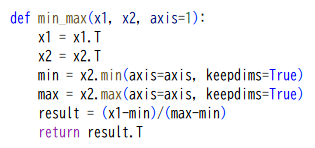 def min_max(x1, x2, axis=1):
    x1 = x1.T
    x2 = x2.T
    min = x2.min(axis=axis, keepdims=True)
    max = x2.max(axis=axis, keepdims=True)
    result = (x1-min)/(max-min)
    return result.T